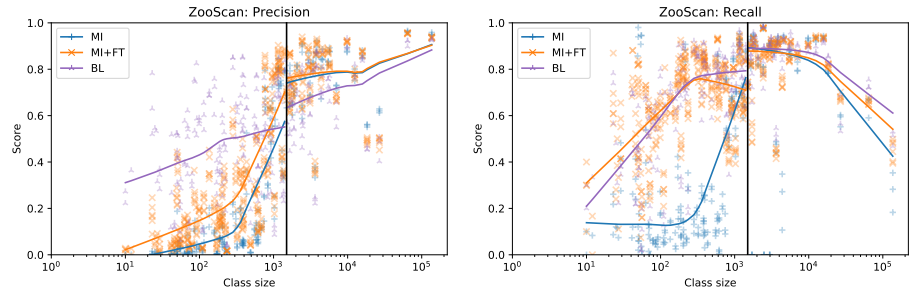 ZooScan: Precision
1.0
0.8
0.6
0.4
0.2
0.0
Score
MI
MI+FT
BL
10^0
10^1
10^2
10^3
10^4
10^5
Class size
ZooScan: Recall
1.0
0.8
0.6
0.4
0.2
0.0
Score
MI
MI+FT
BL
10^0
10^1
10^2
10^3
10^4
10^5
Class size